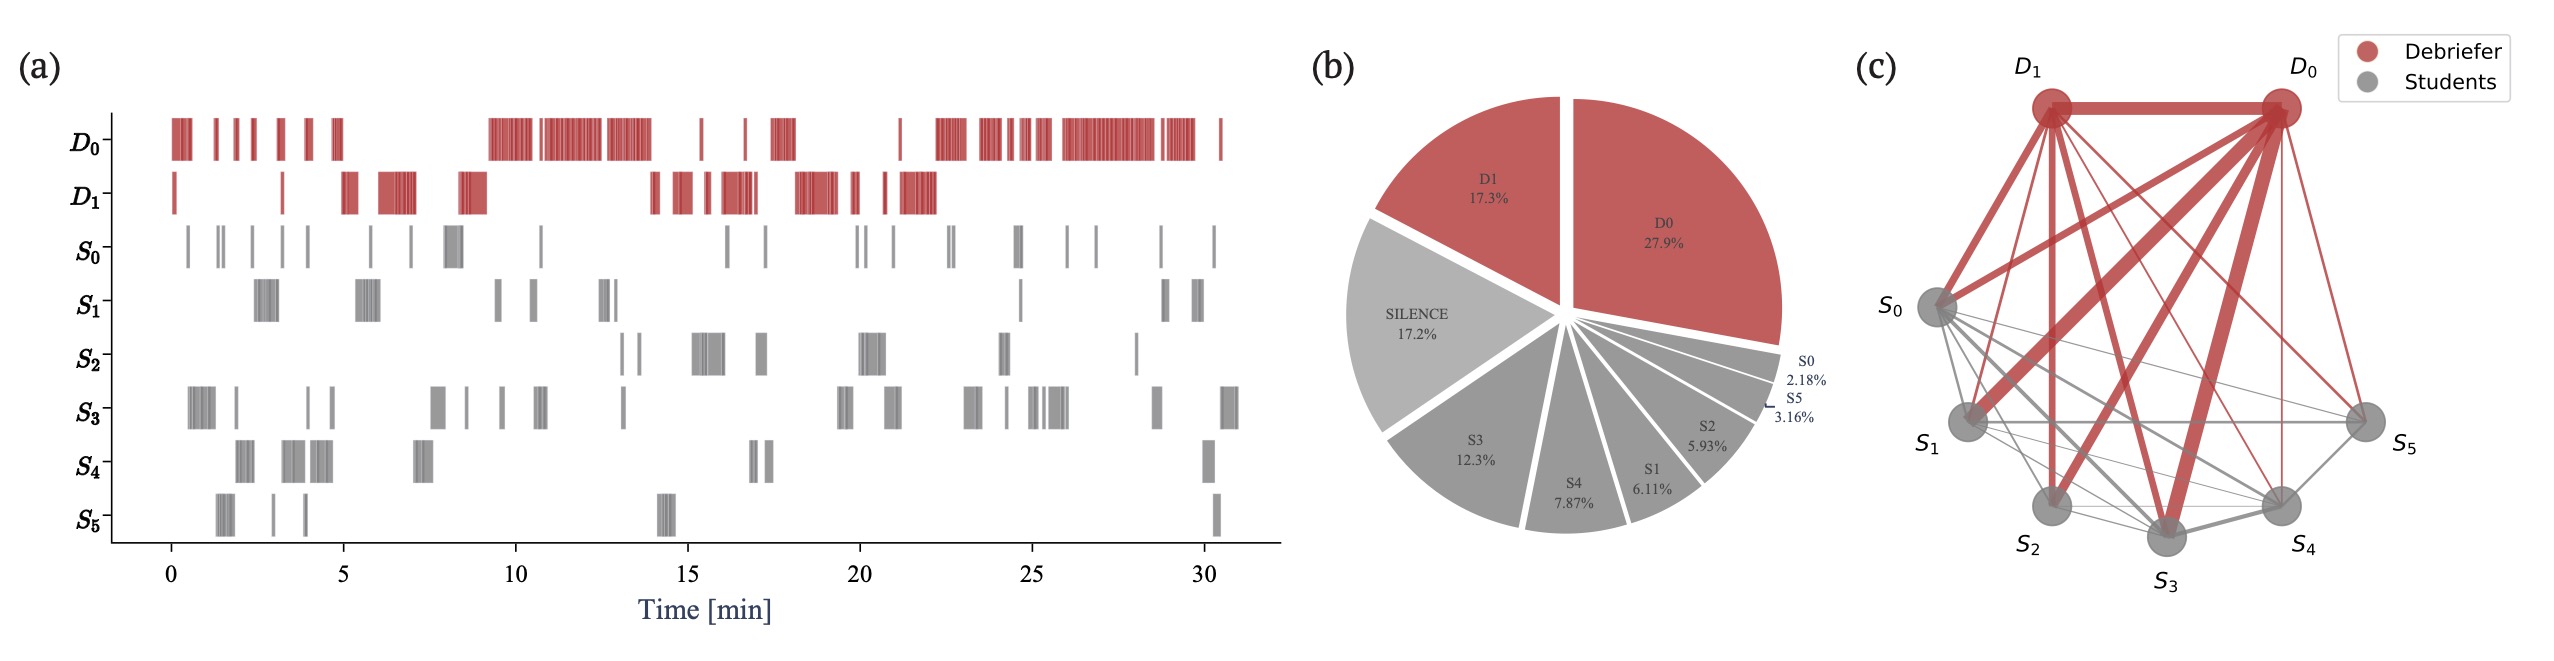 (a)
D0
D1
S0
S1
S2
S3
S4
S5
0 5 10 15 20 25 30
Time [min]
(b)
D1
17.3%
D0
27.9%
SILENCE
17.2%
S0
2.18%
S5
3.16%
S2
5.93%
S1
6.11%
S4
7.87%
S3
12.3%
(c)
Debriefer
Students
D1
D0
S0
S1
S2
S3
S4
S5